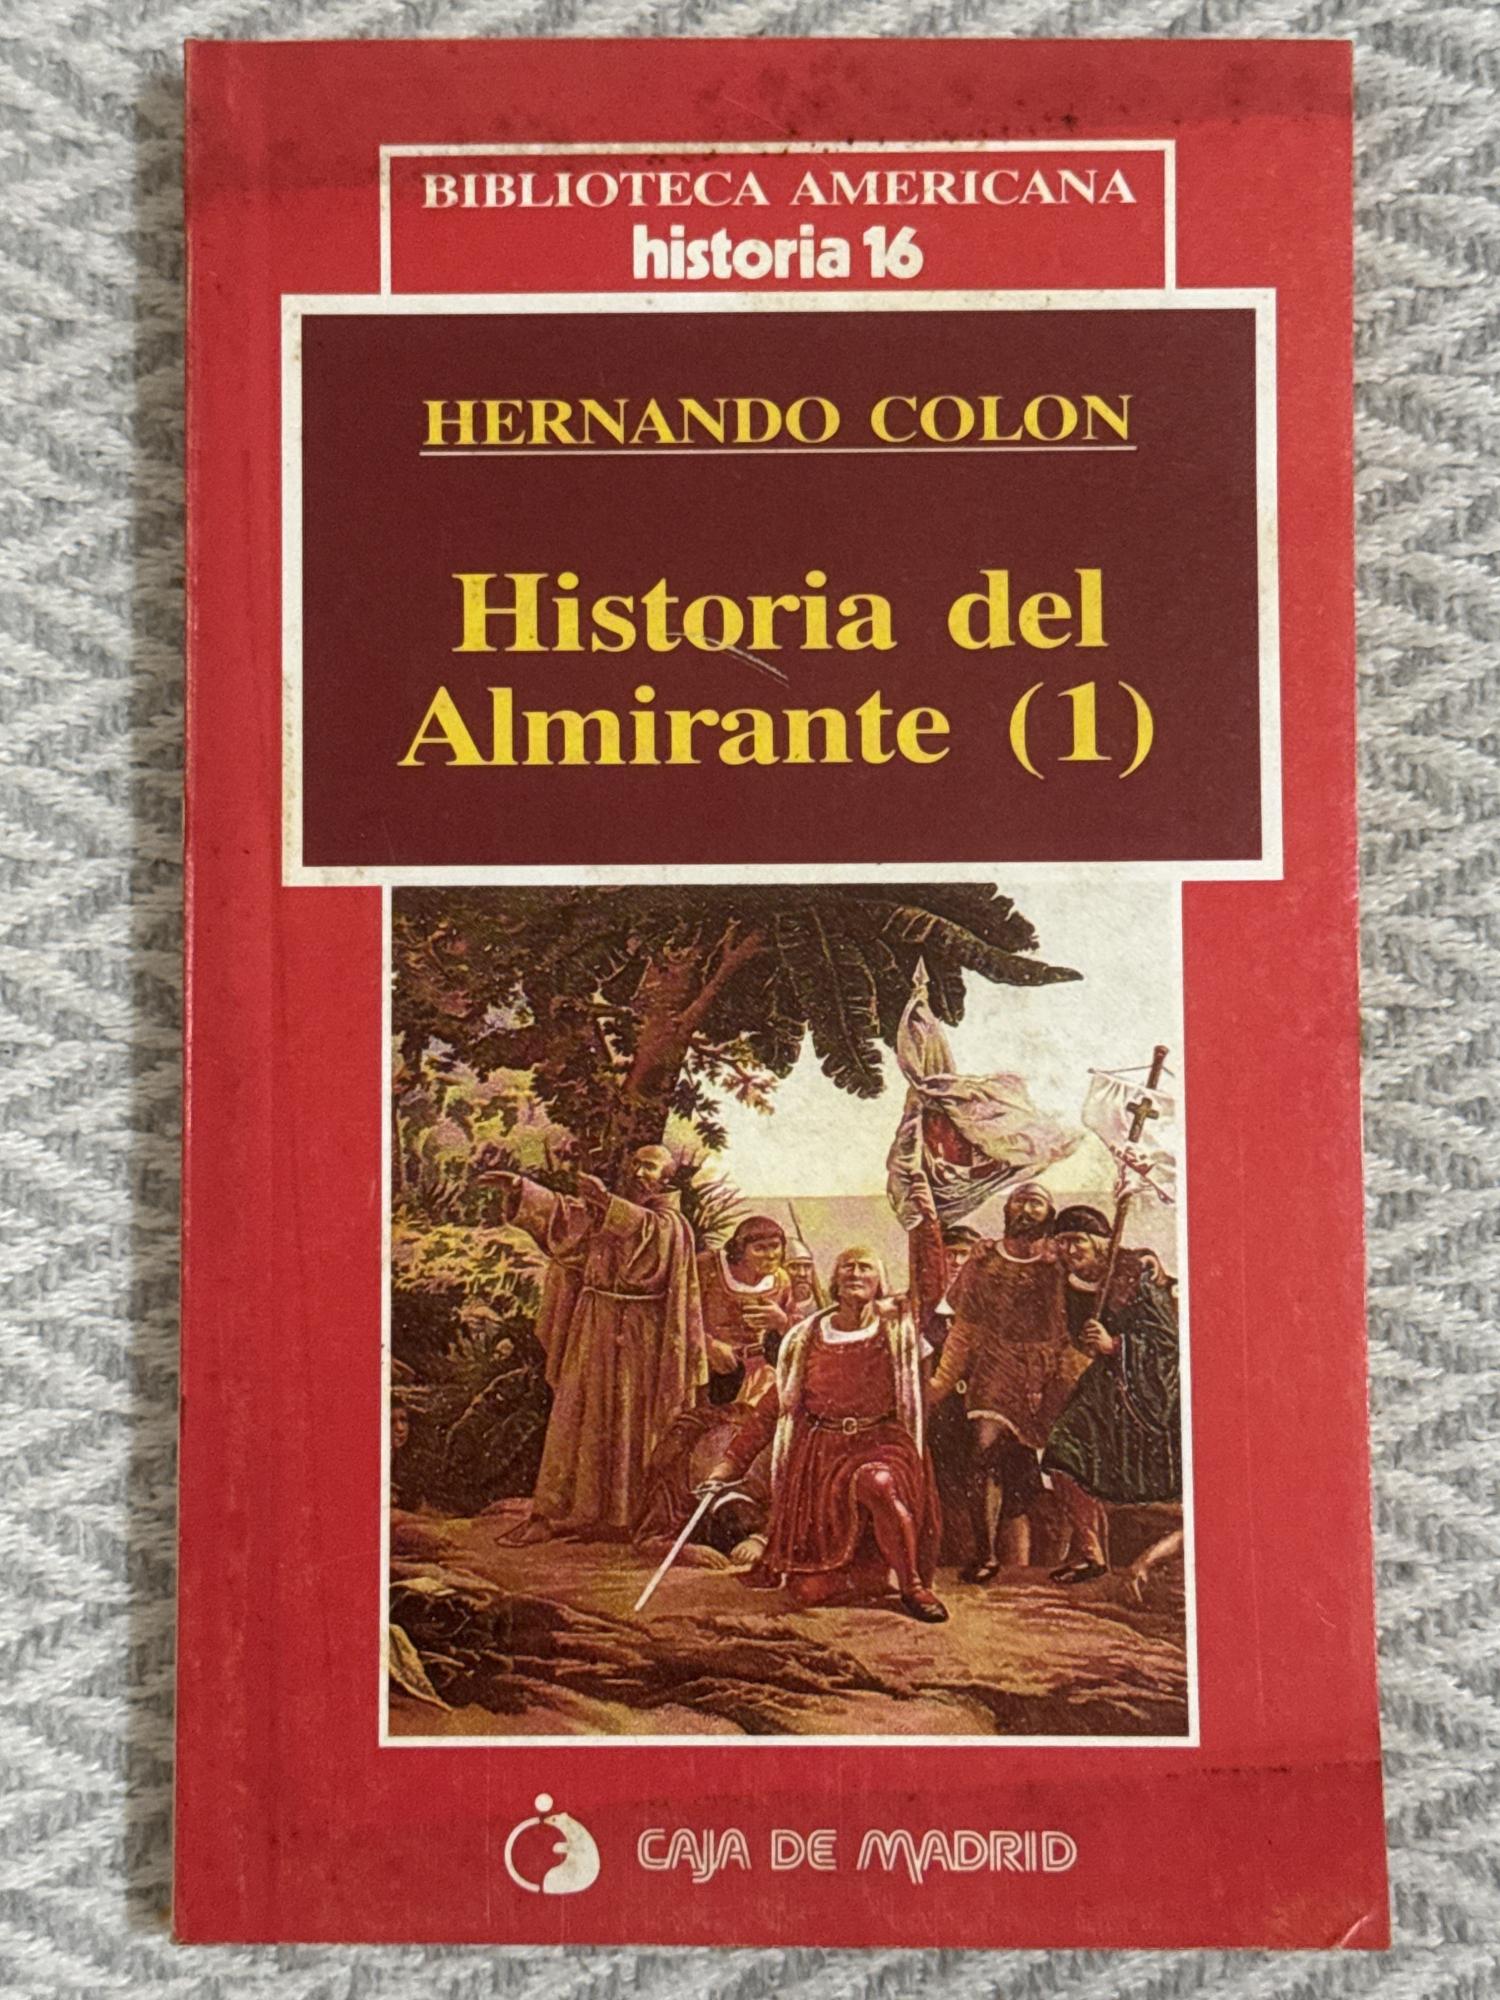 BIBLIOTECA AMERICANA
historia 16
HERNANDO COLON
Historia del
Almirante (1)
CAJA DE MADRID